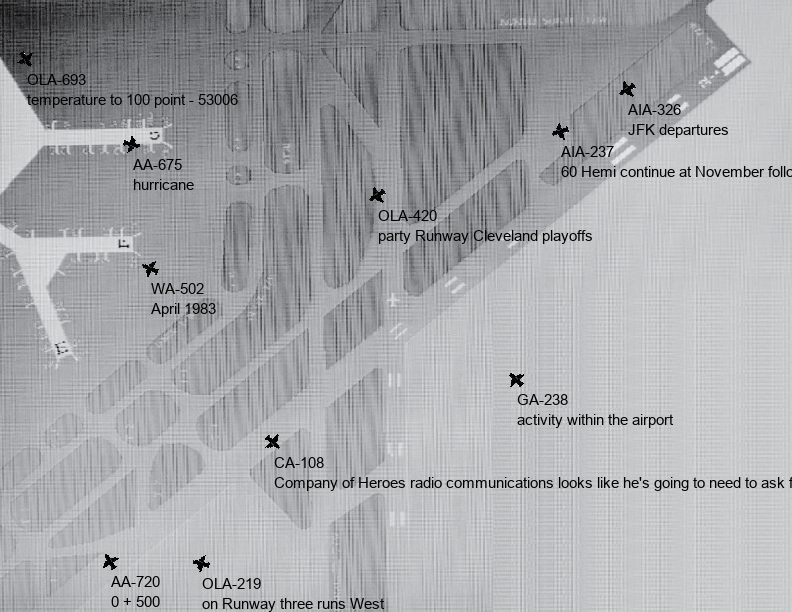 OLA-693
temperature to 100 point - 53006
AIA-326
JFK departures
AA-675
hurricane
AIA-237
60 Hemi continue at November follo
OLA-420
party Runway Cleveland playoffs
WA-502
April 1983
GA-238
activity within the airport
CA-108
Company of Heroes radio communications looks like he's going to need to ask f
AA-720
0 + 500
OLA-219
on Runway three runs West